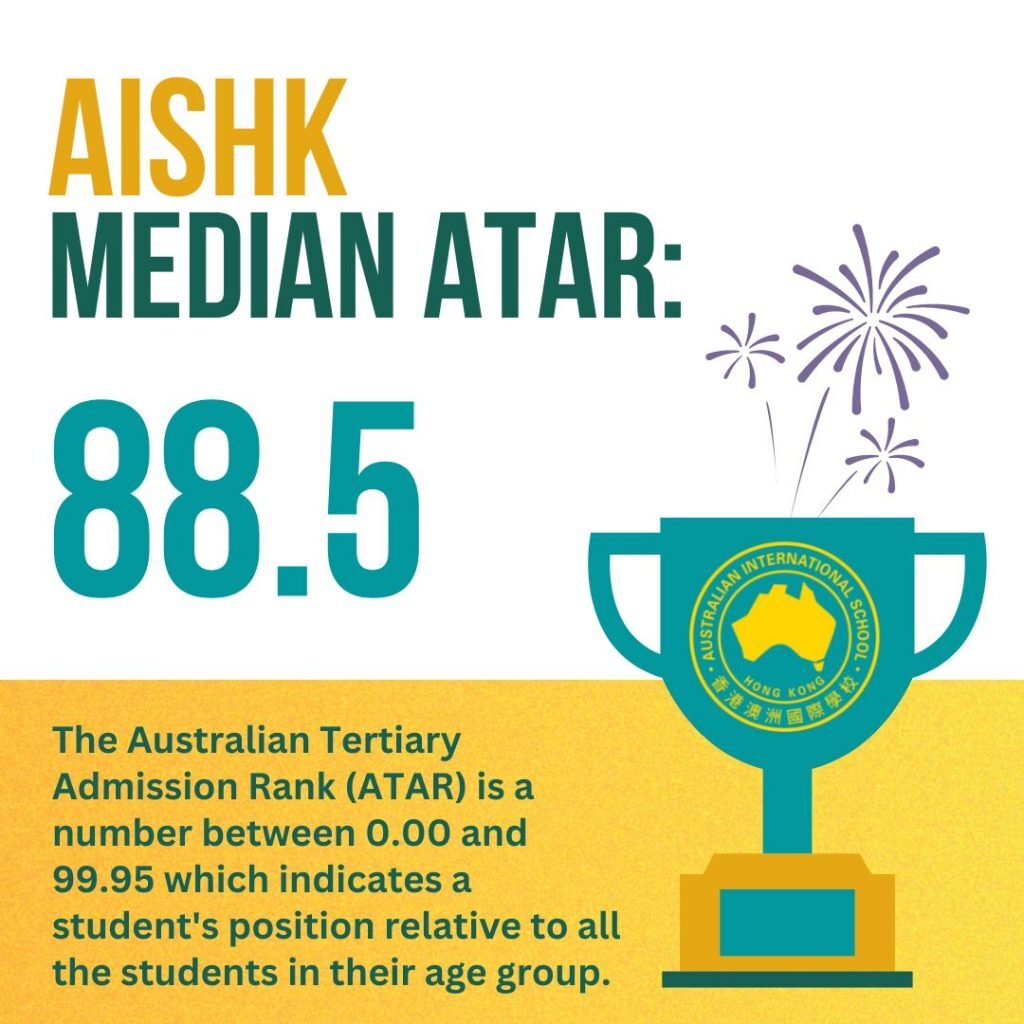 AISHK
MEDIAN ATAR:
88.5
AUSTRALIAN INTERNATIONAL SCHOOL
HONG KONG
香港澳洲國際學校
The Australian Tertiary
Admission Rank (ATAR) is a
number between 0.00 and
99.95 which indicates a
student's position relative to all
the students in their age group.